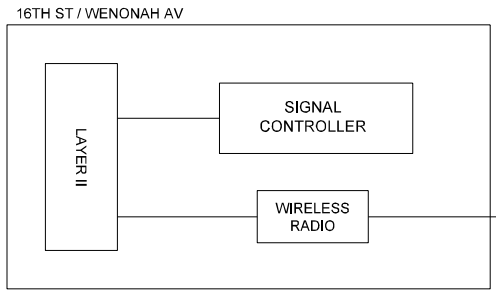 16TH ST / WENONAH AV
LAYER II
SIGNAL
CONTROLLER
WIRELESS
RADIO